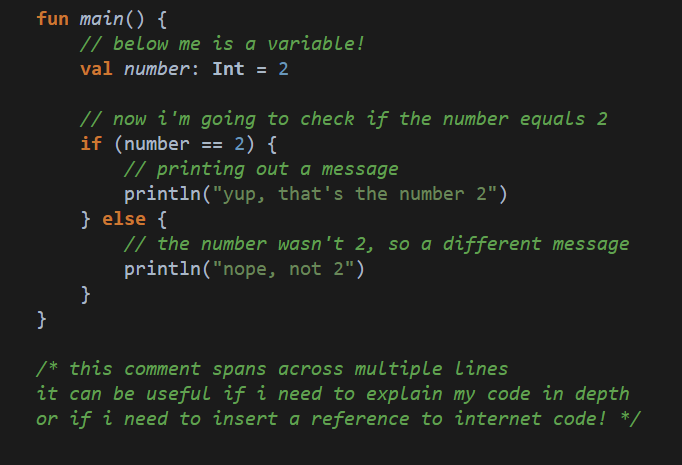 fun main() {
    // below me is a variable!
    val number: Int = 2

    // now i'm going to check if the number equals 2
    if (number == 2) {
        // printing out a message
        println("yup, that's the number 2")
    } else {
        // the number wasn't 2, so a different message
        println("nope, not 2")
    }
}

/* this comment spans across multiple lines
it can be useful if i need to explain my code in depth
or if i need to insert a reference to internet code! */